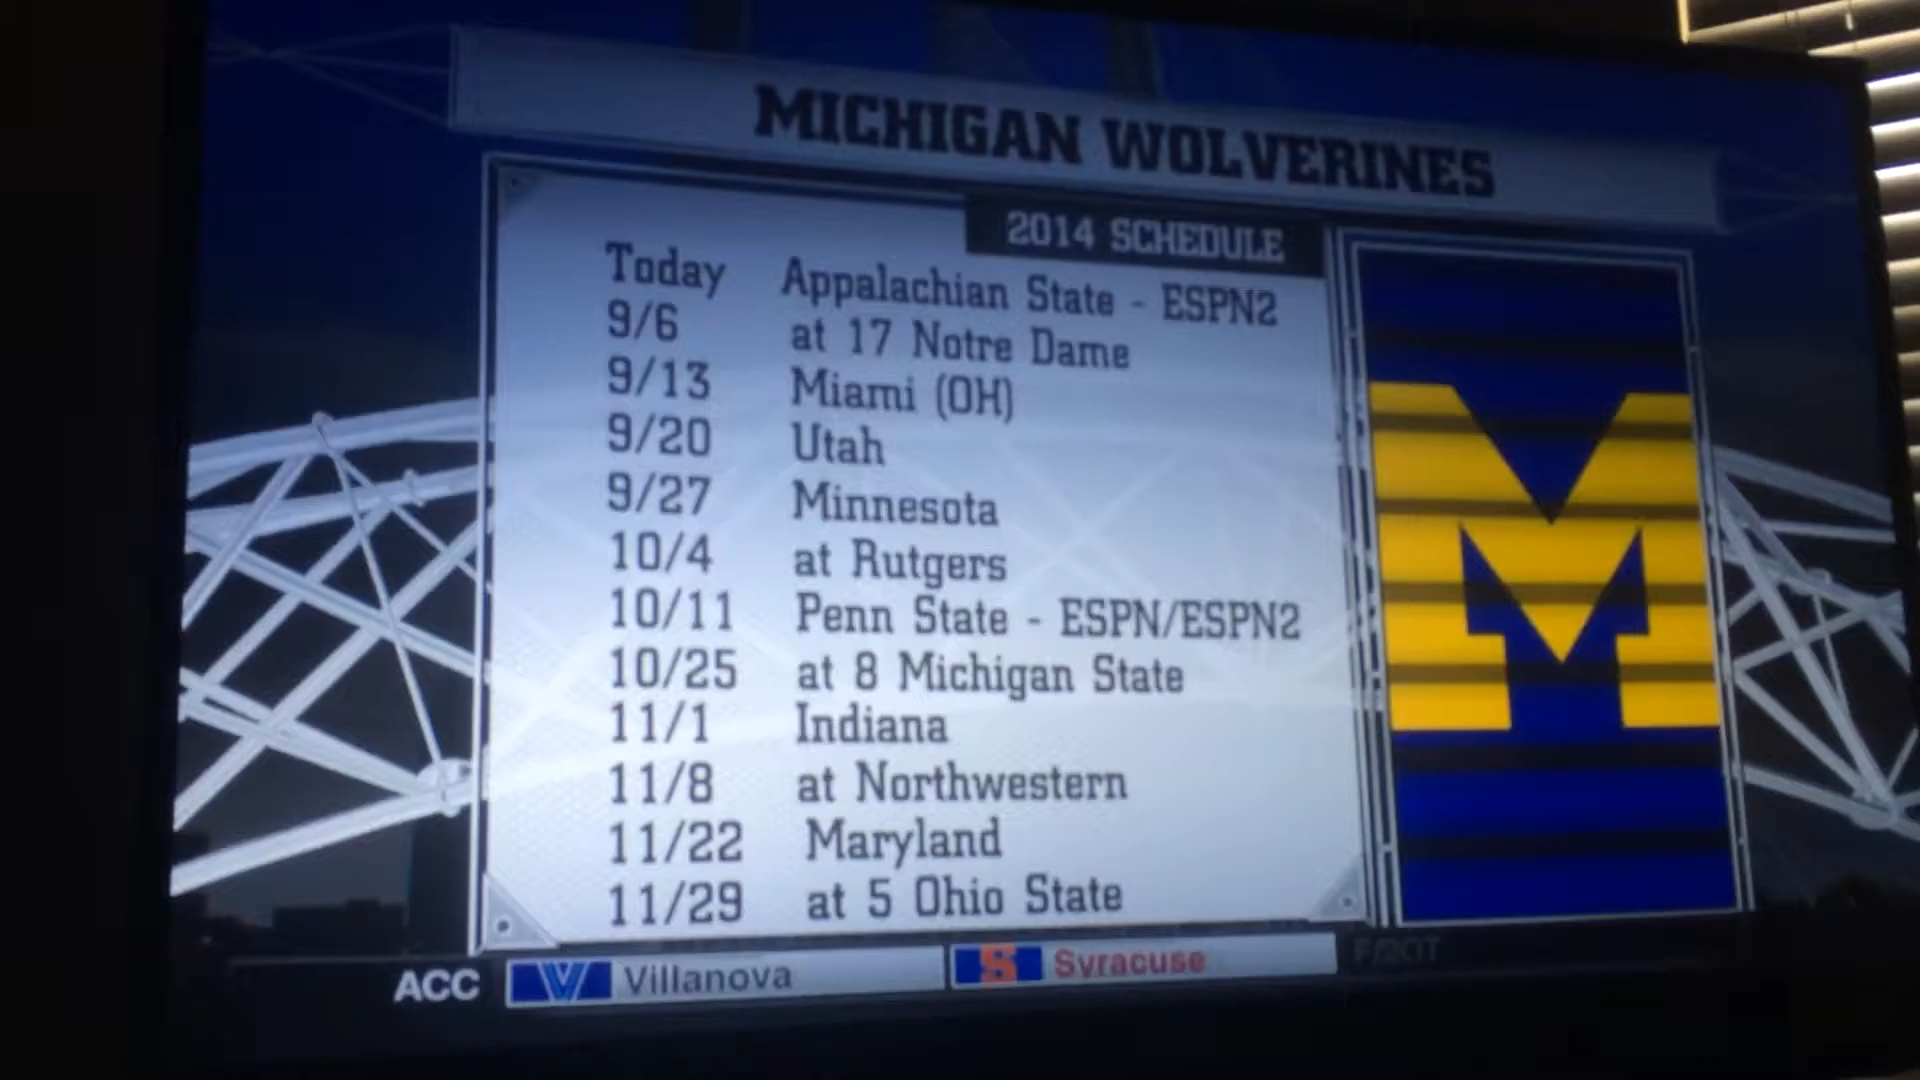 MICHIGAN WOLVERINES
2014 SCHEDULE
Today Appalachian State - ESPN2
9/6 at 17 Notre Dame
9/13 Miami (OH)
9/20 Utah
9/27 Minnesota
10/4 at Rutgers
10/11 Penn State - ESPN/ESPN2
10/25 at 8 Michigan State
11/1 Indiana
11/8 at Northwestern
11/22 Maryland
11/29 at 5 Ohio State
ACC Villanova S Syracuse